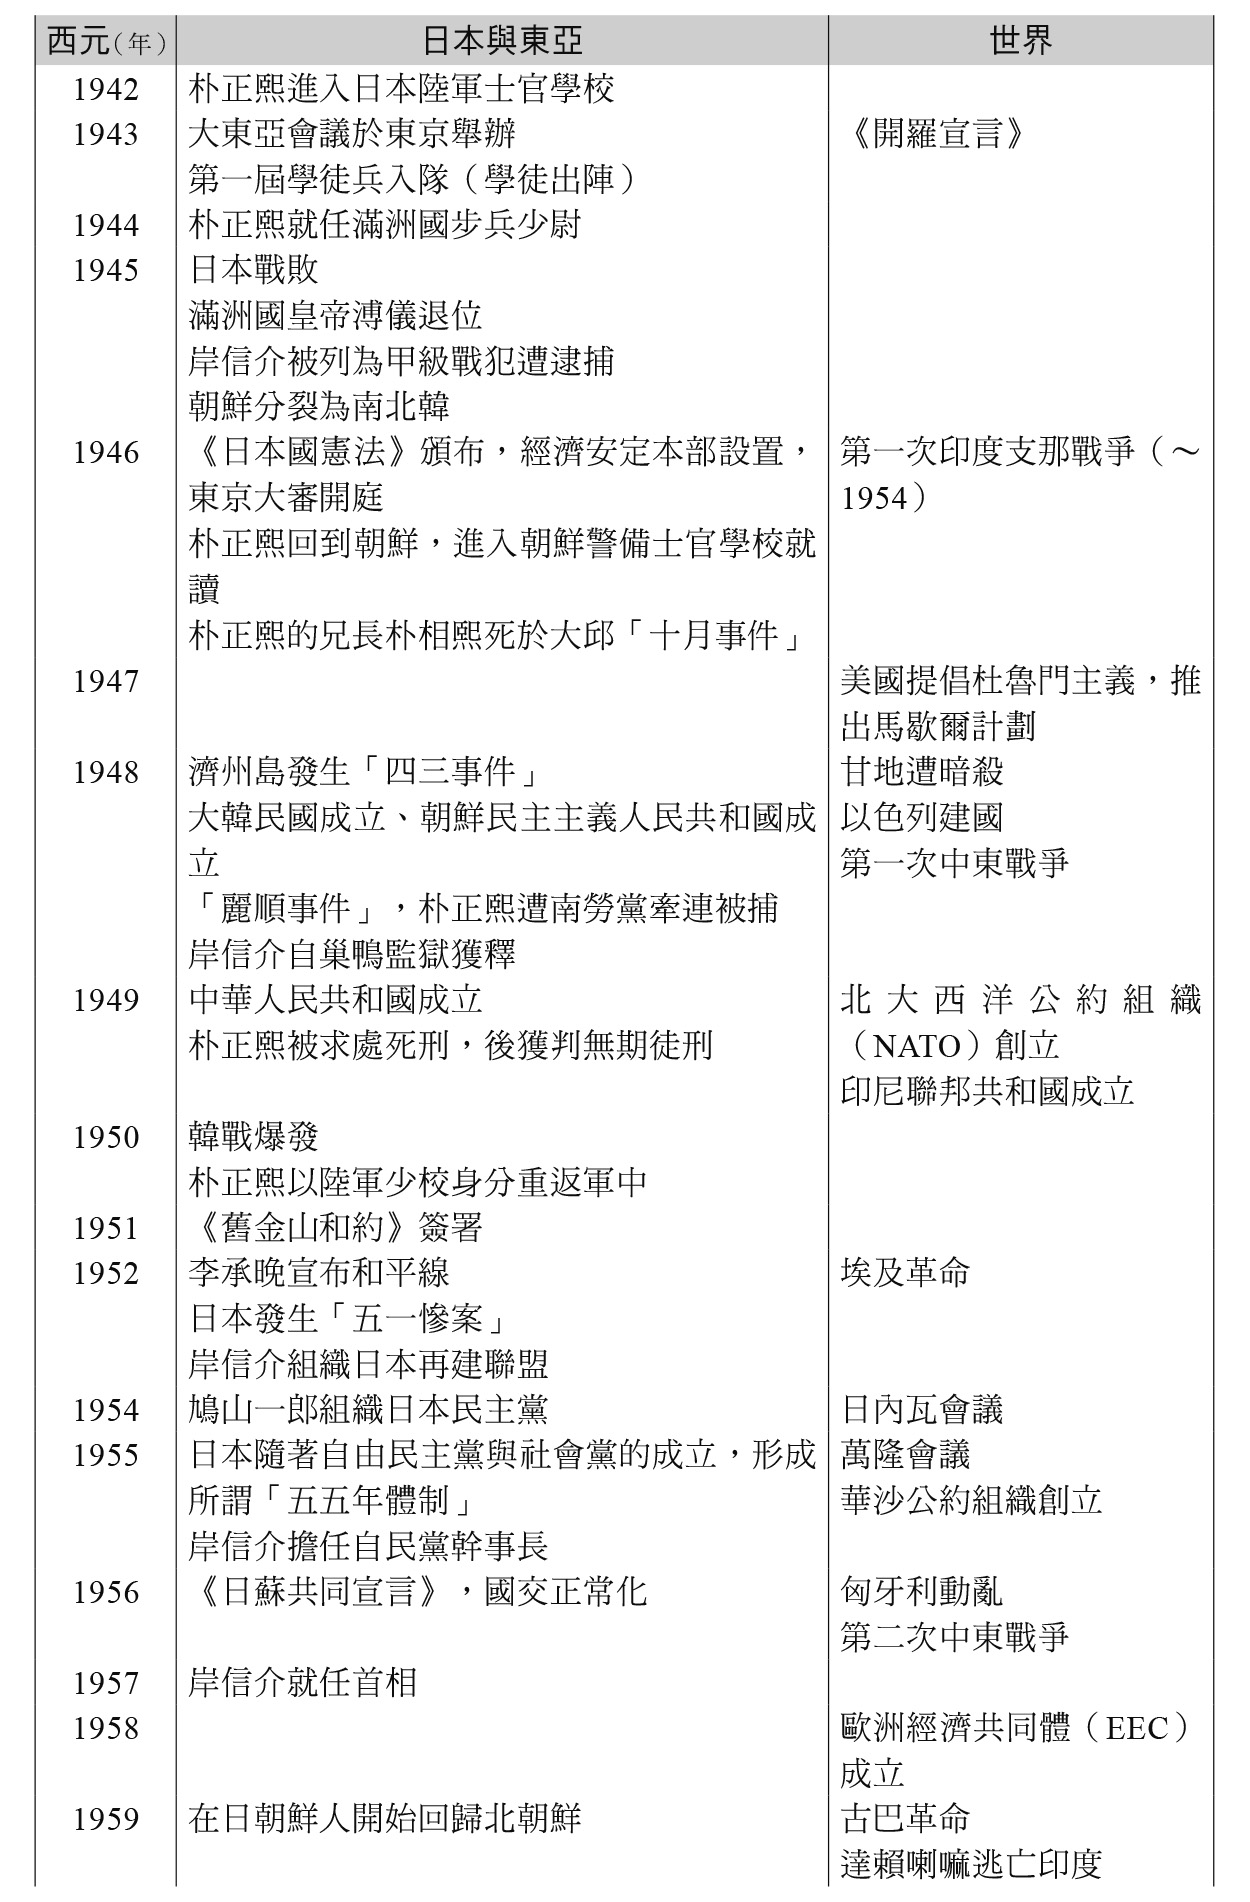 西元（年） 日本與東亞 世界
1942 朴正熙進入日本陸軍士官學校
1943 大東亞會議於東京舉辦 《開羅宣言》
第一屆學徒兵入隊（學徒出陣）
1944 朴正熙就任滿洲國步兵少尉
1945 日本戰敗
滿洲國皇帝溥儀退位
岸信介被列為甲級戰犯遭逮捕
朝鮮分裂為南北韓
1946 《日本國憲法》頒布，經濟安定本部設置， 第一次印度支那戰爭（～
東京大審開庭 1954）
朴正熙回到朝鮮，進入朝鮮警備士官學校就
讀
朴正熙的兄長朴相熙死於大邱「十月事件」
1947 美國提倡杜魯門主義，推
出馬歇爾計劃
1948 濟州島發生「四三事件」 甘地遭暗殺
大韓民國成立、朝鮮民主主義人民共和國成 以色列建國
立 第一次中東戰爭
「麗順事件」，朴正熙遭南勞黨牽連被捕
岸信介自巢鴨監獄獲釋
1949 中華人民共和國成立 北大西洋公約組織
朴正熙被求處死刑，後獲判無期徒刑 （NATO）創立
印尼聯邦共和國成立
1950 韓戰爆發
朴正熙以陸軍少校身分重返軍中
1951 《舊金山和約》簽署
1952 李承晚宣布和平線 埃及革命
日本發生「五一慘案」
岸信介組織日本再建聯盟
1954 鳩山一郎組織日本民主黨 日內瓦會議
1955 日本隨著自由民主黨與社會黨的成立，形成 萬隆會議
所謂「五五年體制」 華沙公約組織創立
岸信介擔任自民黨幹事長
1956 《日蘇共同宣言》，國交正常化 匈牙利動亂
第二次中東戰爭
1957 岸信介就任首相
1958 歐洲經濟共同體（EEC）
成立
1959 在日朝鮮人開始回歸北朝鮮 古巴革命
達賴喇嘛逃亡印度